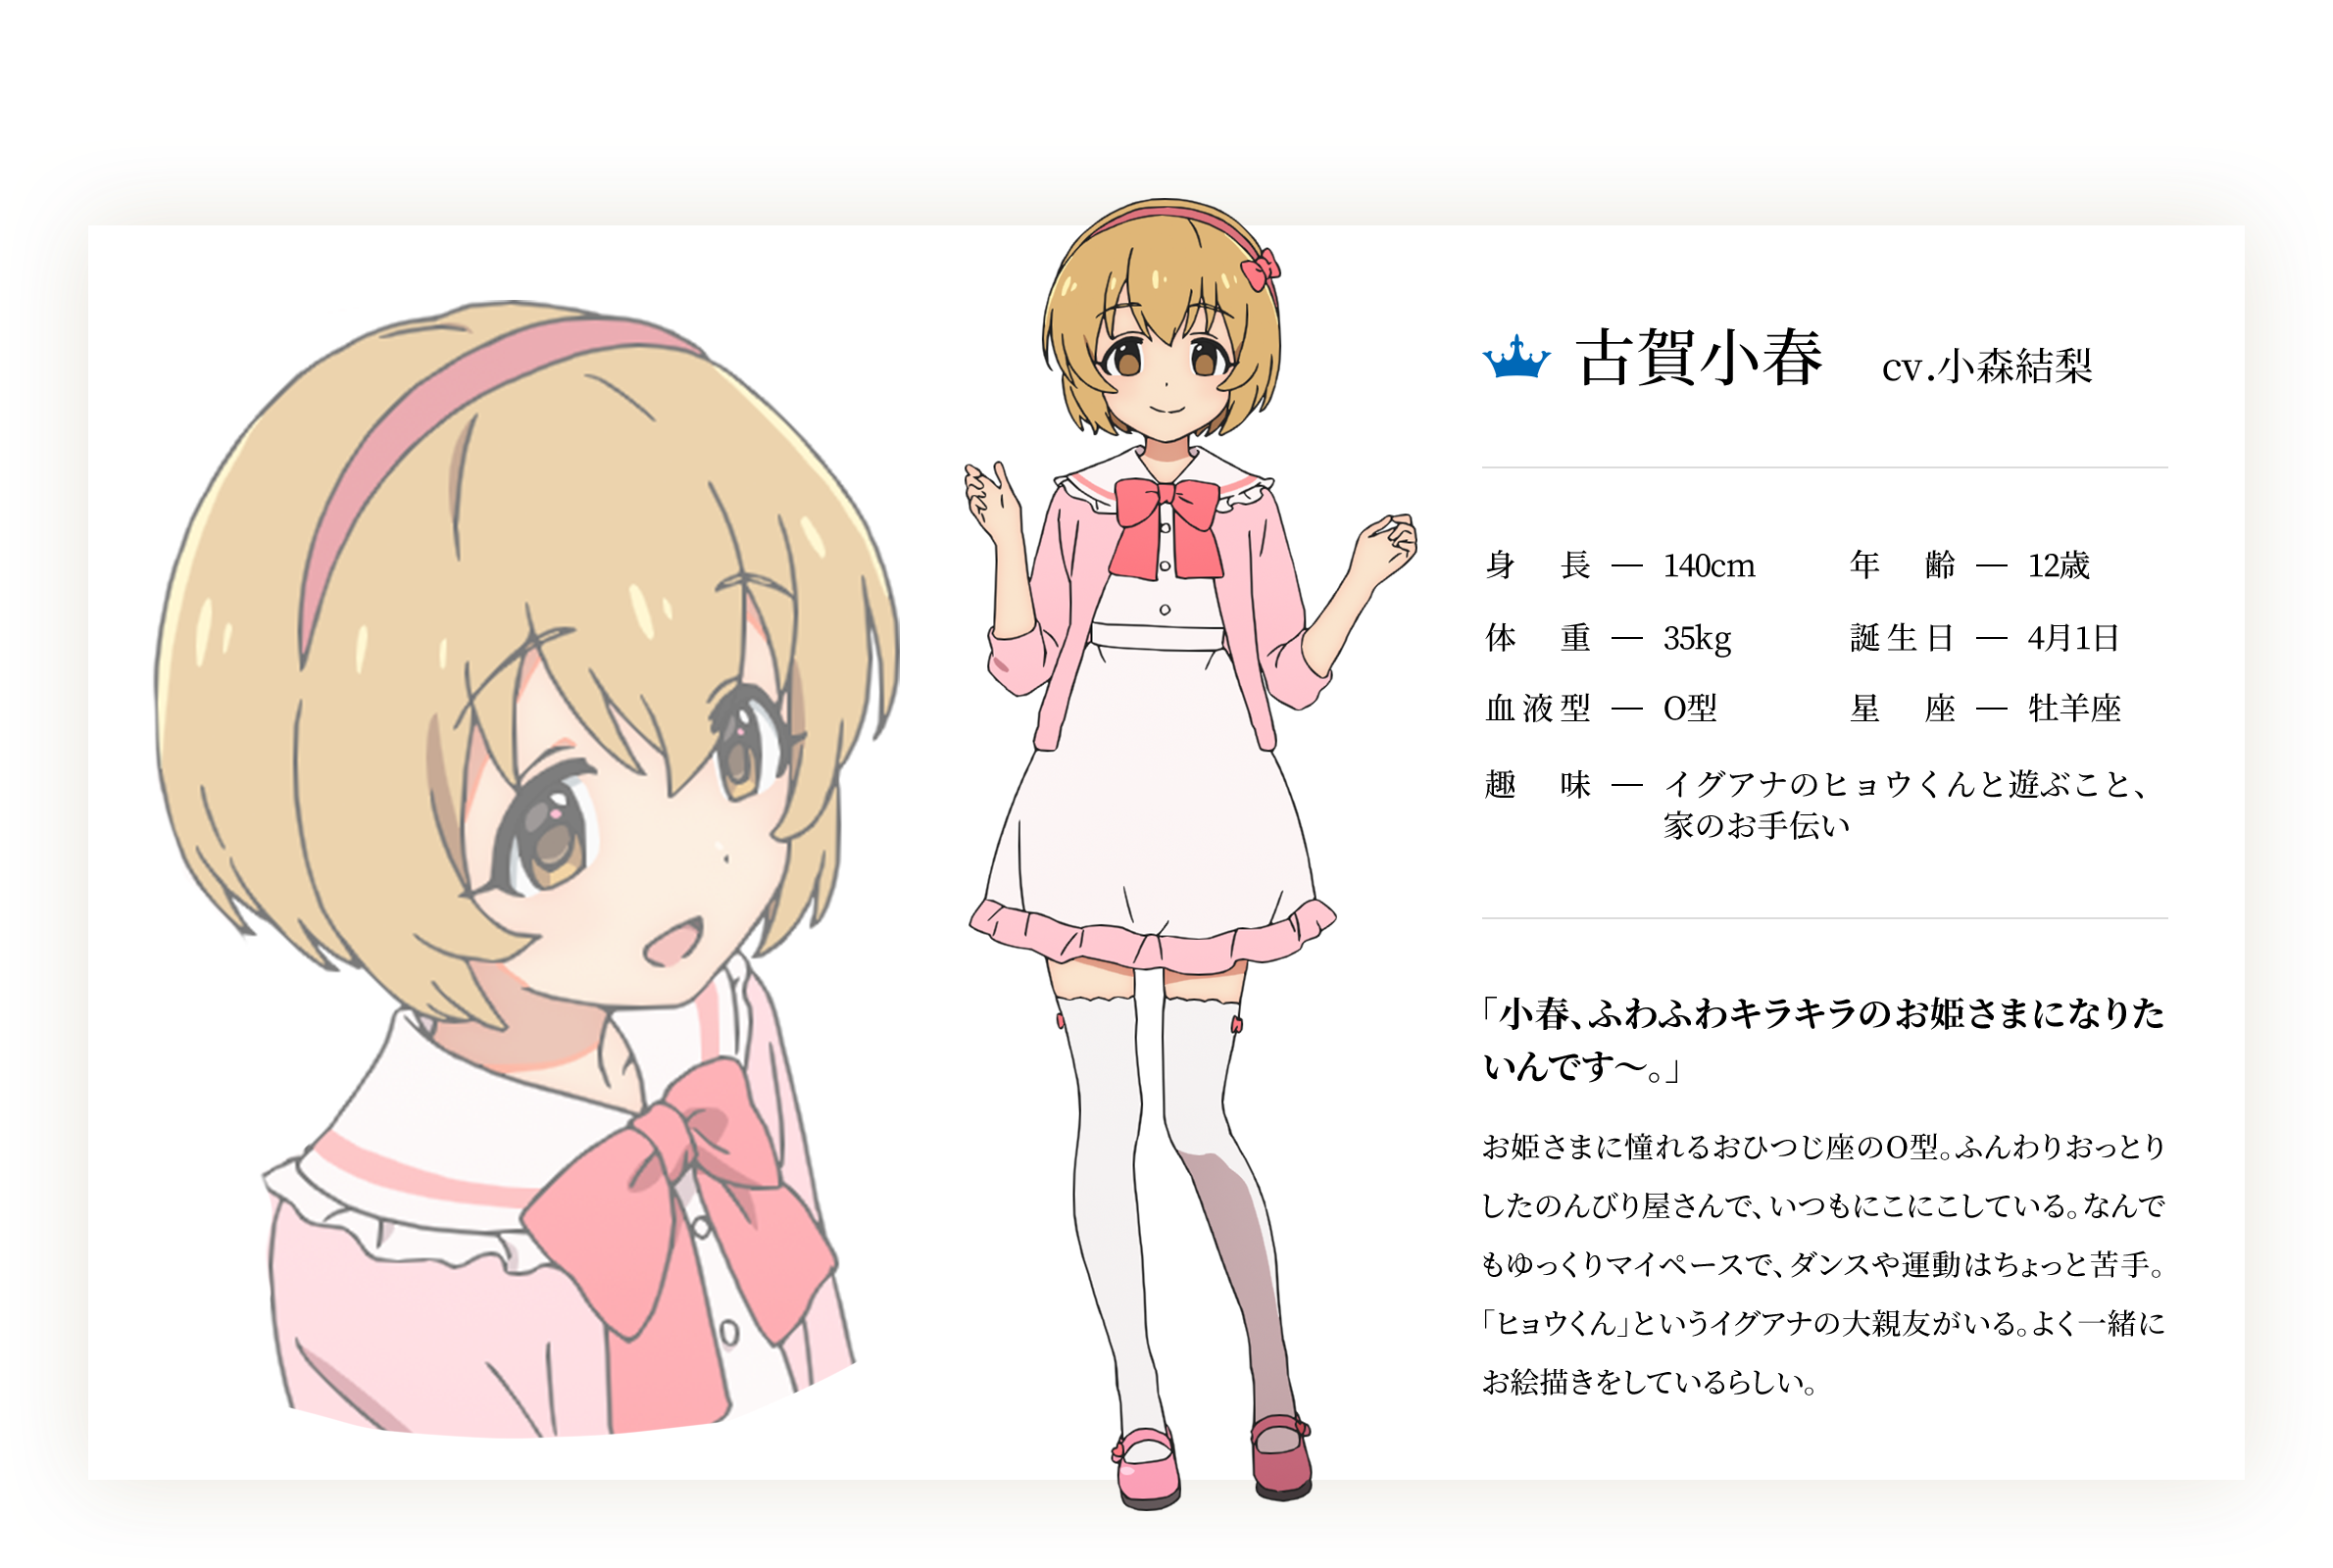 古賀小春 cv.小森結梨
身長 — 140cm 年齢 — 12歳
体重 — 35kg 誕生日 — 4月1日
血液型 — O型 星座 — 牡羊座
趣味 — イグアナのヒョウくんと遊ぶこと、
家のお手伝い
「小春、ふわふわキラキラのお姫さまになりた
いんです〜。」
お姫さまに憧れるおひつじ座のO型。ふんわりおっとり
したのんびり屋さんで、いつもにこにこしている。なんで
もゆっくりマイペースで、ダンスや運動はちょっと苦手。
「ヒョウくん」というイグアナの大親友がいる。よく一緒に
お絵描きをしているらしい。